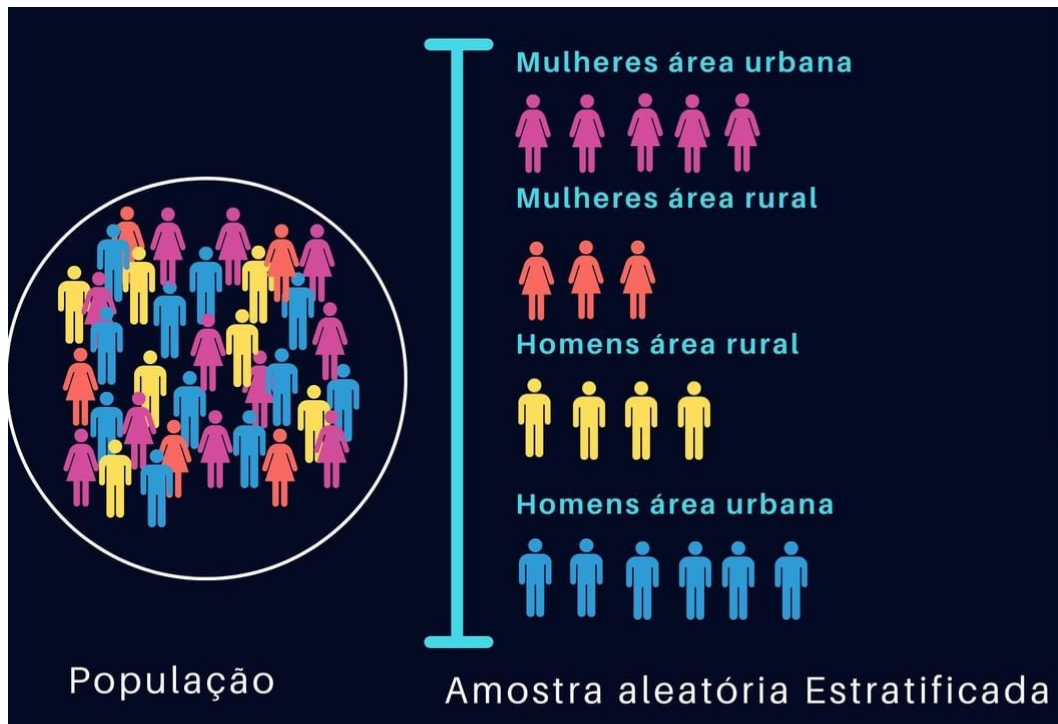 Mulheres área urbana
Mulheres área rural
Homens área rural
Homens área urbana
População
Amostra aleatória Estratificada